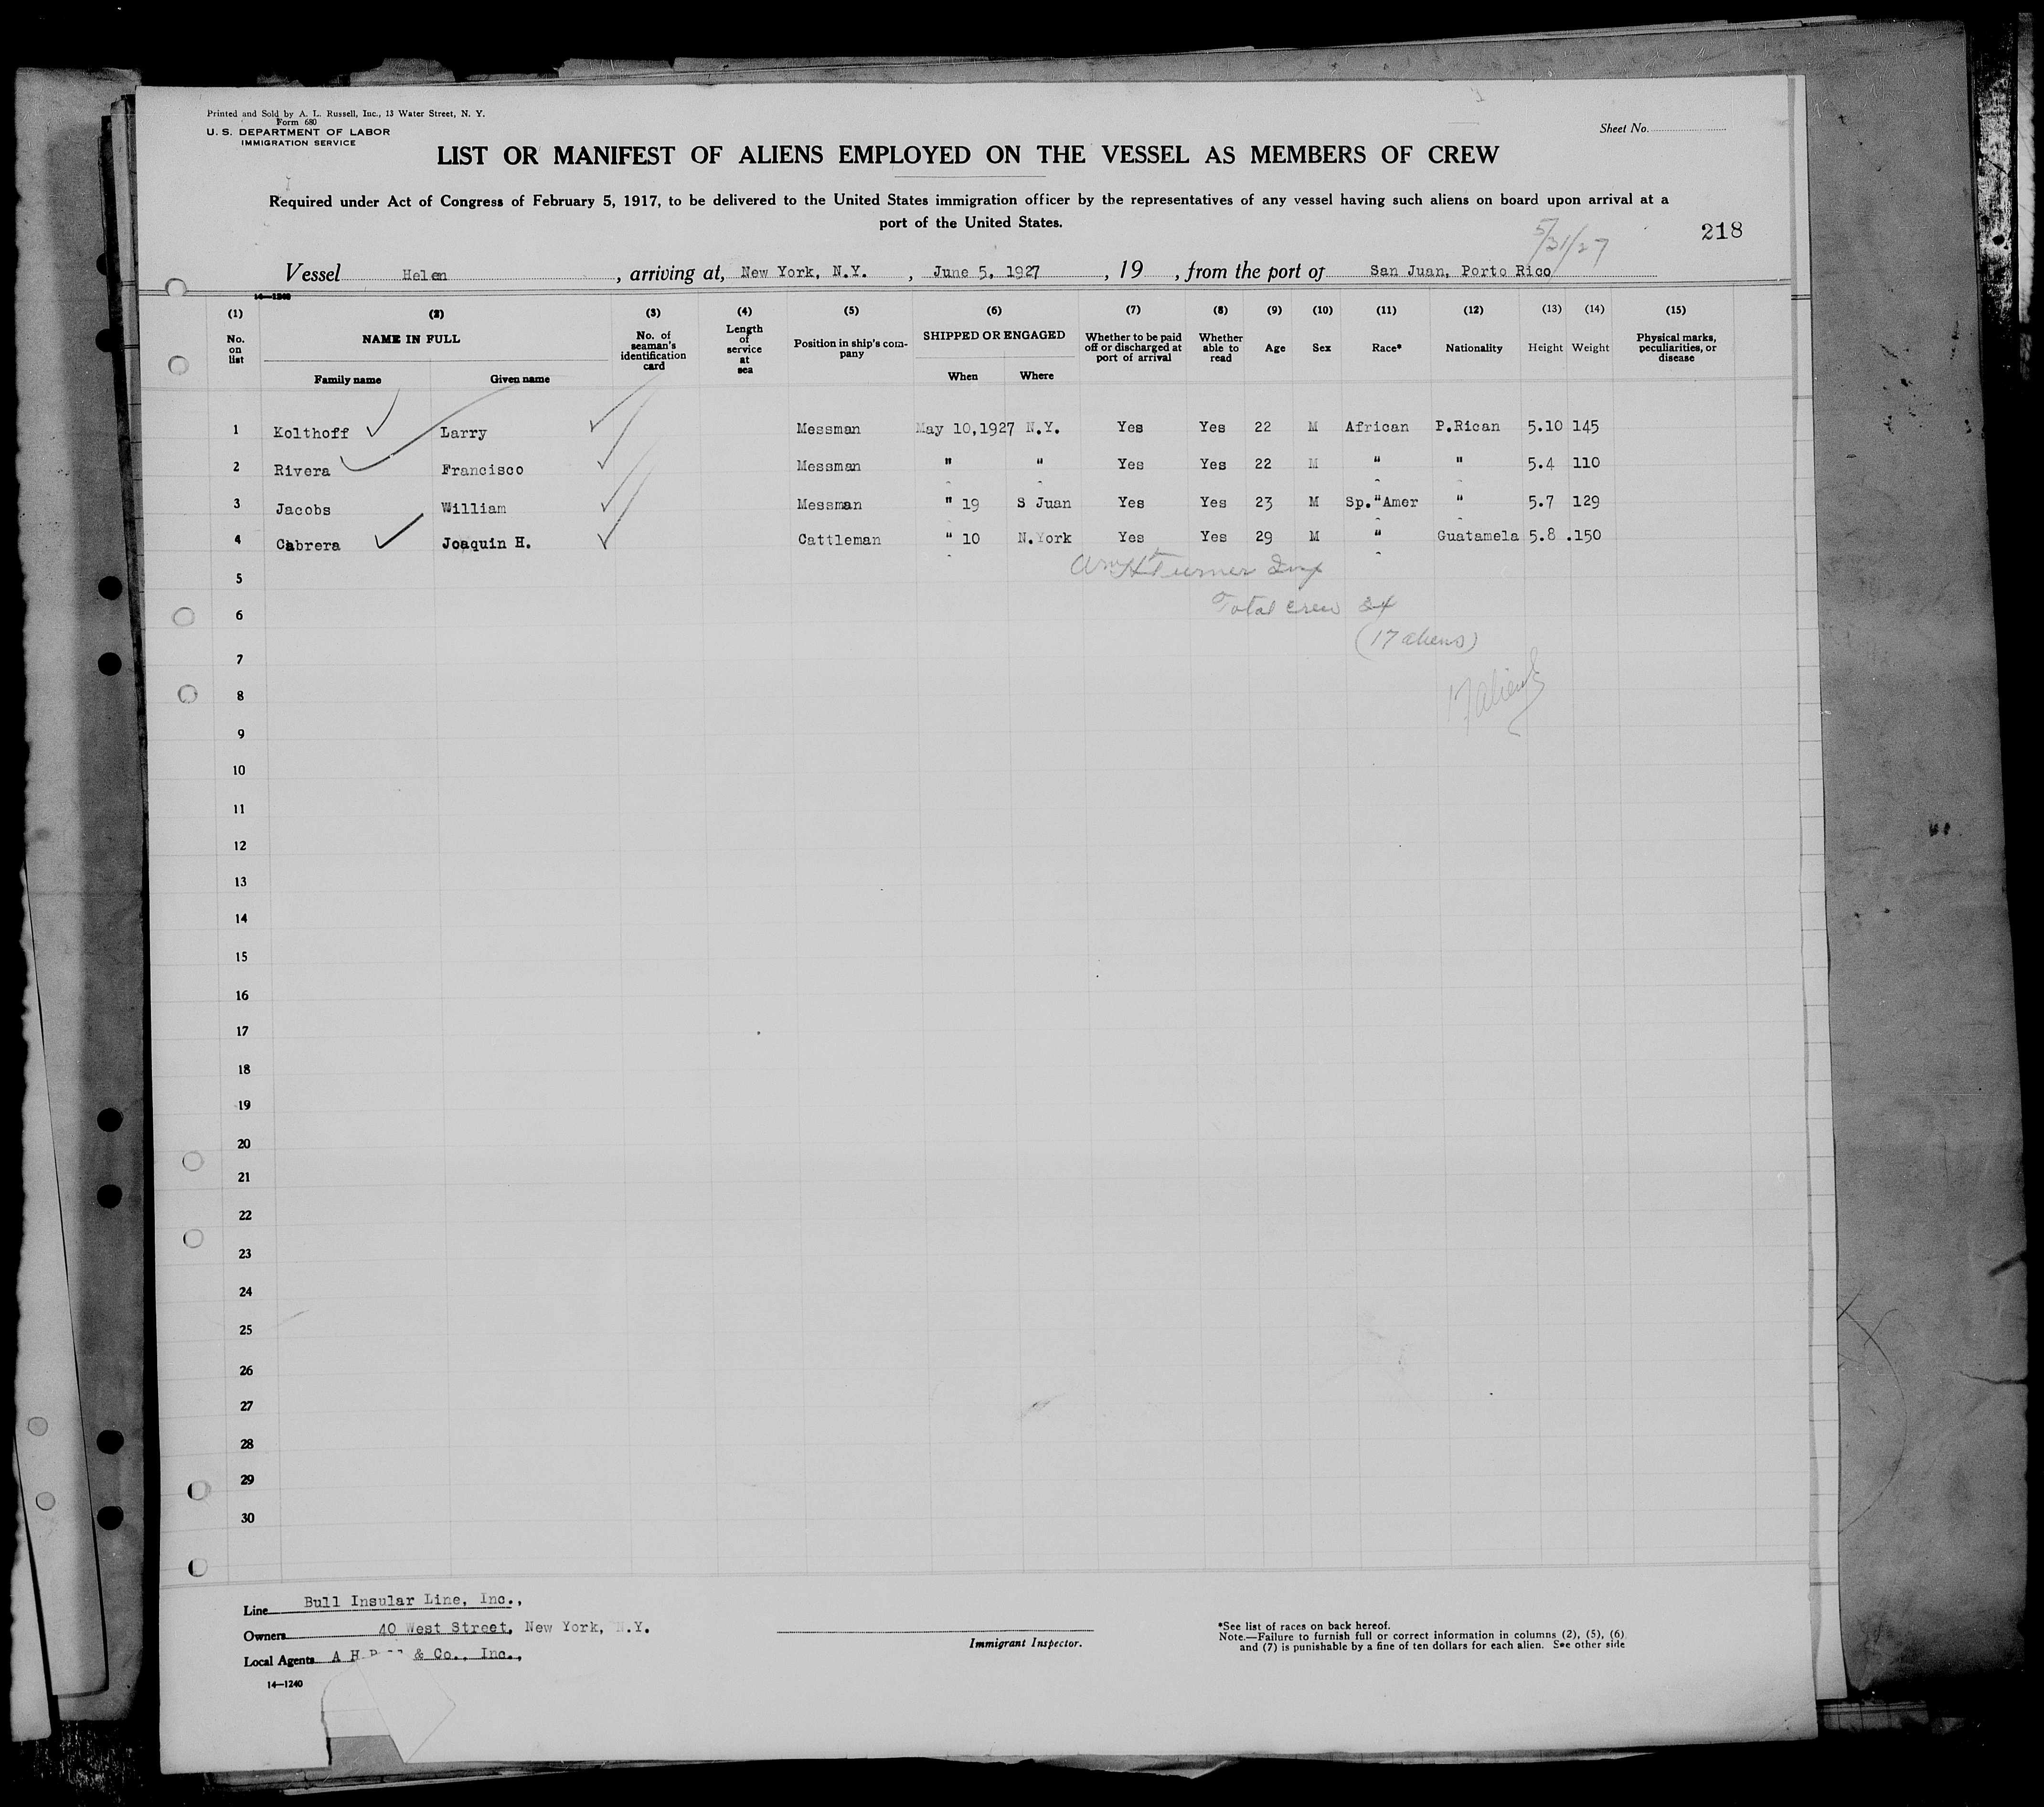 Printed and Sold by A. L. Russell, Inc., 13 Water Street, N. Y.
Form 680
U. S. DEPARTMENT OF LABOR
IMMIGRATION SERVICE
Sheet No.
LIST OR MANIFEST OF ALIENS EMPLOYED ON THE VESSEL AS MEMBERS OF CREW
Required under Act of Congress of February 5, 1917, to be delivered to the United States immigration officer by the representatives of any vessel having such aliens on board upon arrival at a
port of the United States.
5/31/27
218
Vessel Helen , arriving at, New York, N.Y. , June 5, 1927 , 19 , from the port of San Juan, Porto Rico
14—1240
(1) (2) (3) (4) (5) (6) (7) (8) (9) (10) (11) (12) (13) (14) (15)
No. on list NAME IN FULL No. of seaman's identification card Length of service at sea Position in ship's company SHIPPED OR ENGAGED Whether to be paid off or discharged at port of arrival Whether able to read Age Sex Race* Nationality Height Weight Physical marks, peculiarities, or disease
Family name Given name When Where
1 Kolthoff Larry Messman May 10,1927 N.Y. Yes Yes 22 M African P.Rican 5.10 145
2 Rivera Francisco Messman " " Yes Yes 22 M " " 5.4 110
3 Jacobs William Messman " 19 S Juan Yes Yes 23 M Sp."Amer " 5.7 129
4 Cabrera Joaquin H. Cattleman " 10 N.York Yes Yes 29 M " Guatamela 5.8 .150
5 Turner
6 Total crew
(17 aliens)
7
8 17 aliens
9
10
11
12
13
14
15
16
17
18
19
20
21
22
23
24
25
26
27
28
29
30
Line Bull Insular Line, Inc.,
Owners 40 West Street, New York, N.Y.
Local Agents A H & Co., Inc.,
14—1240
Immigrant Inspector.
*See list of races on back hereof.
Note.—Failure to furnish full or correct information in columns (2), (5), (6)
and (7) is punishable by a fine of ten dollars for each alien. See other side